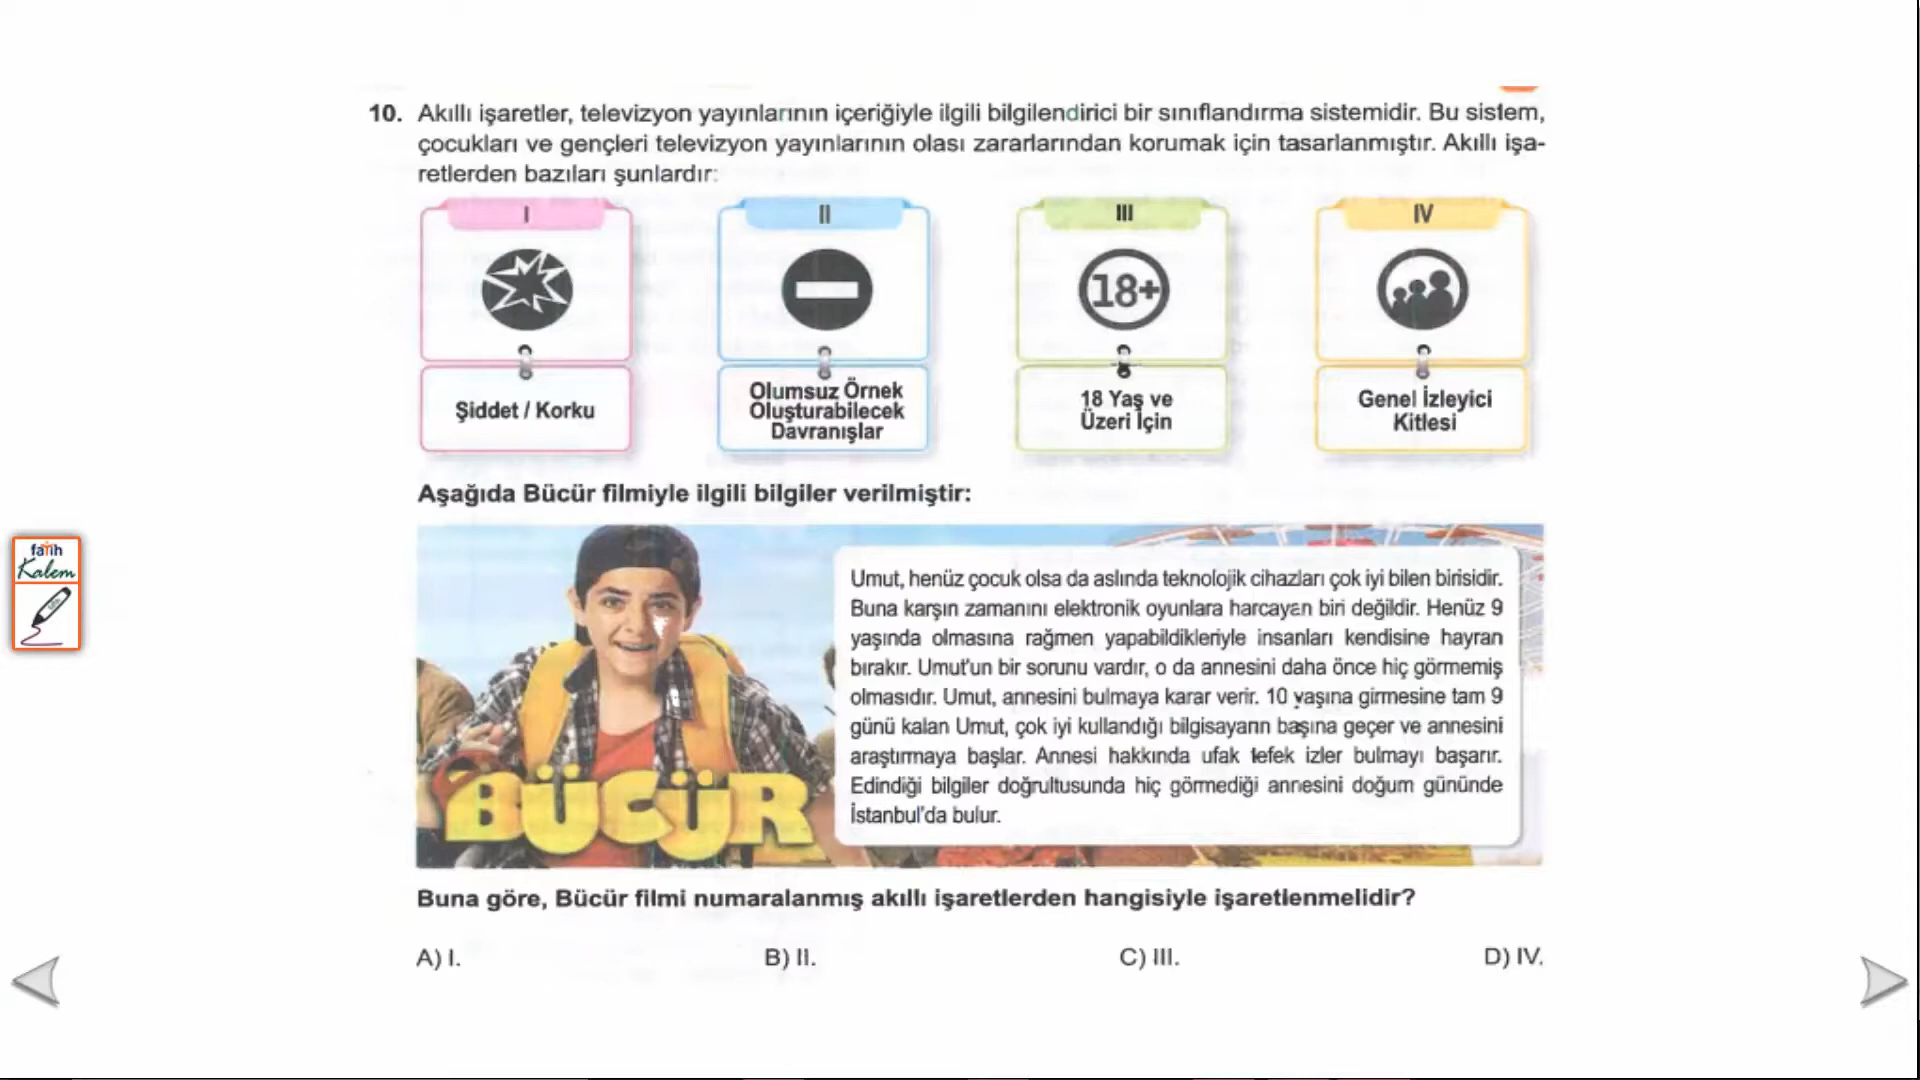 10. Akıllı işaretler, televizyon yayınlarının içeriğiyle ilgili bilgilendirici bir sınıflandırma sistemidir. Bu sistem,
çocukları ve gençleri televizyon yayınlarının olası zararlarından korumak için tasarlanmıştır. Akıllı işa-
retlerden bazıları şunlardır:
I
II
III
IV
18+
Şiddet / Korku
Olumsuz Örnek
Oluşturabilecek
Davranışlar
18 Yaş ve
Üzeri İçin
Genel İzleyici
Kitlesi
Aşağıda Bücür filmiyle ilgili bilgiler verilmiştir:
fatih
Kalem
BÜCÜR
Umut, henüz çocuk olsa da aslında teknolojik cihazları çok iyi bilen birisidir.
Buna karşın zamanını elektronik oyunlara harcayan biri değildir. Henüz 9
yaşında olmasına rağmen yapabildikleriyle insanları kendisine hayran
bırakır. Umut'un bir sorunu vardır, o da annesini daha önce hiç görmemiş
olmasıdır. Umut, annesini bulmaya karar verir. 10 yaşına girmesine tam 9
günü kalan Umut, çok iyi kullandığı bilgisayarın başına geçer ve annesini
araştırmaya başlar. Annesi hakkında ufak tefek izler bulmayı başarır.
Edindiği bilgiler doğrultusunda hiç görmediği annesini doğum gününde
İstanbul'da bulur.
Buna göre, Bücür filmi numaralanmış akıllı işaretlerden hangisiyle işaretlenmelidir?
A) I.
B) II.
C) III.
D) IV.